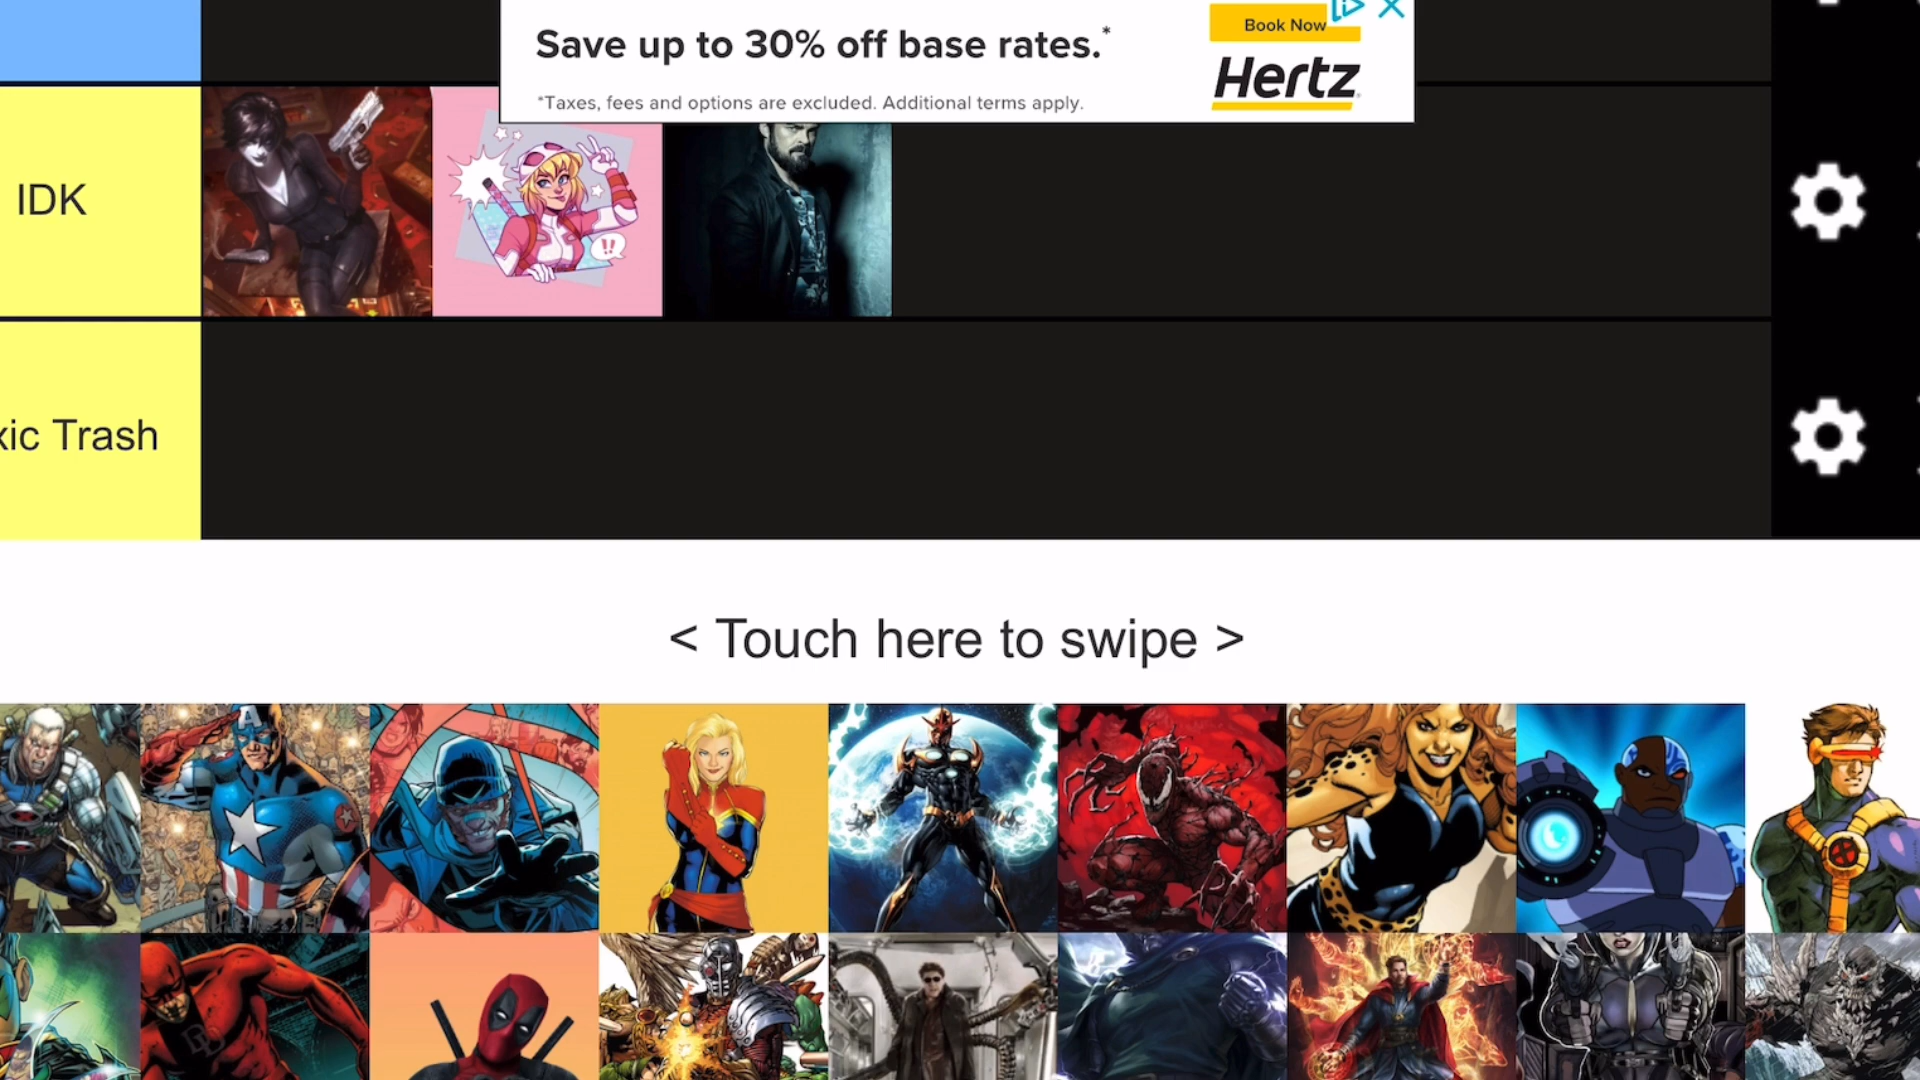 Save up to 30% off base rates.*
*Taxes, fees and options are excluded. Additional terms apply.
Book Now
Hertz
IDK
!!
xic Trash
< Touch here to swipe >
A
DD